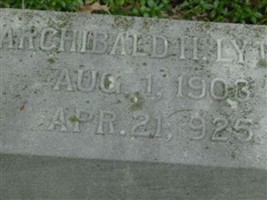 ARCHIBALD H. LY
AUG. 1, 1903
APR. 21, 1925